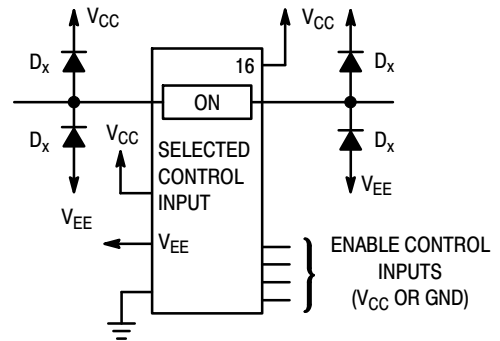 VCC
VCC
16
Dx
Dx
ON
Dx
VCC
Dx
SELECTED
CONTROL
INPUT
VEE
VEE
VEE
ENABLE CONTROL
INPUTS
(VCC OR GND)